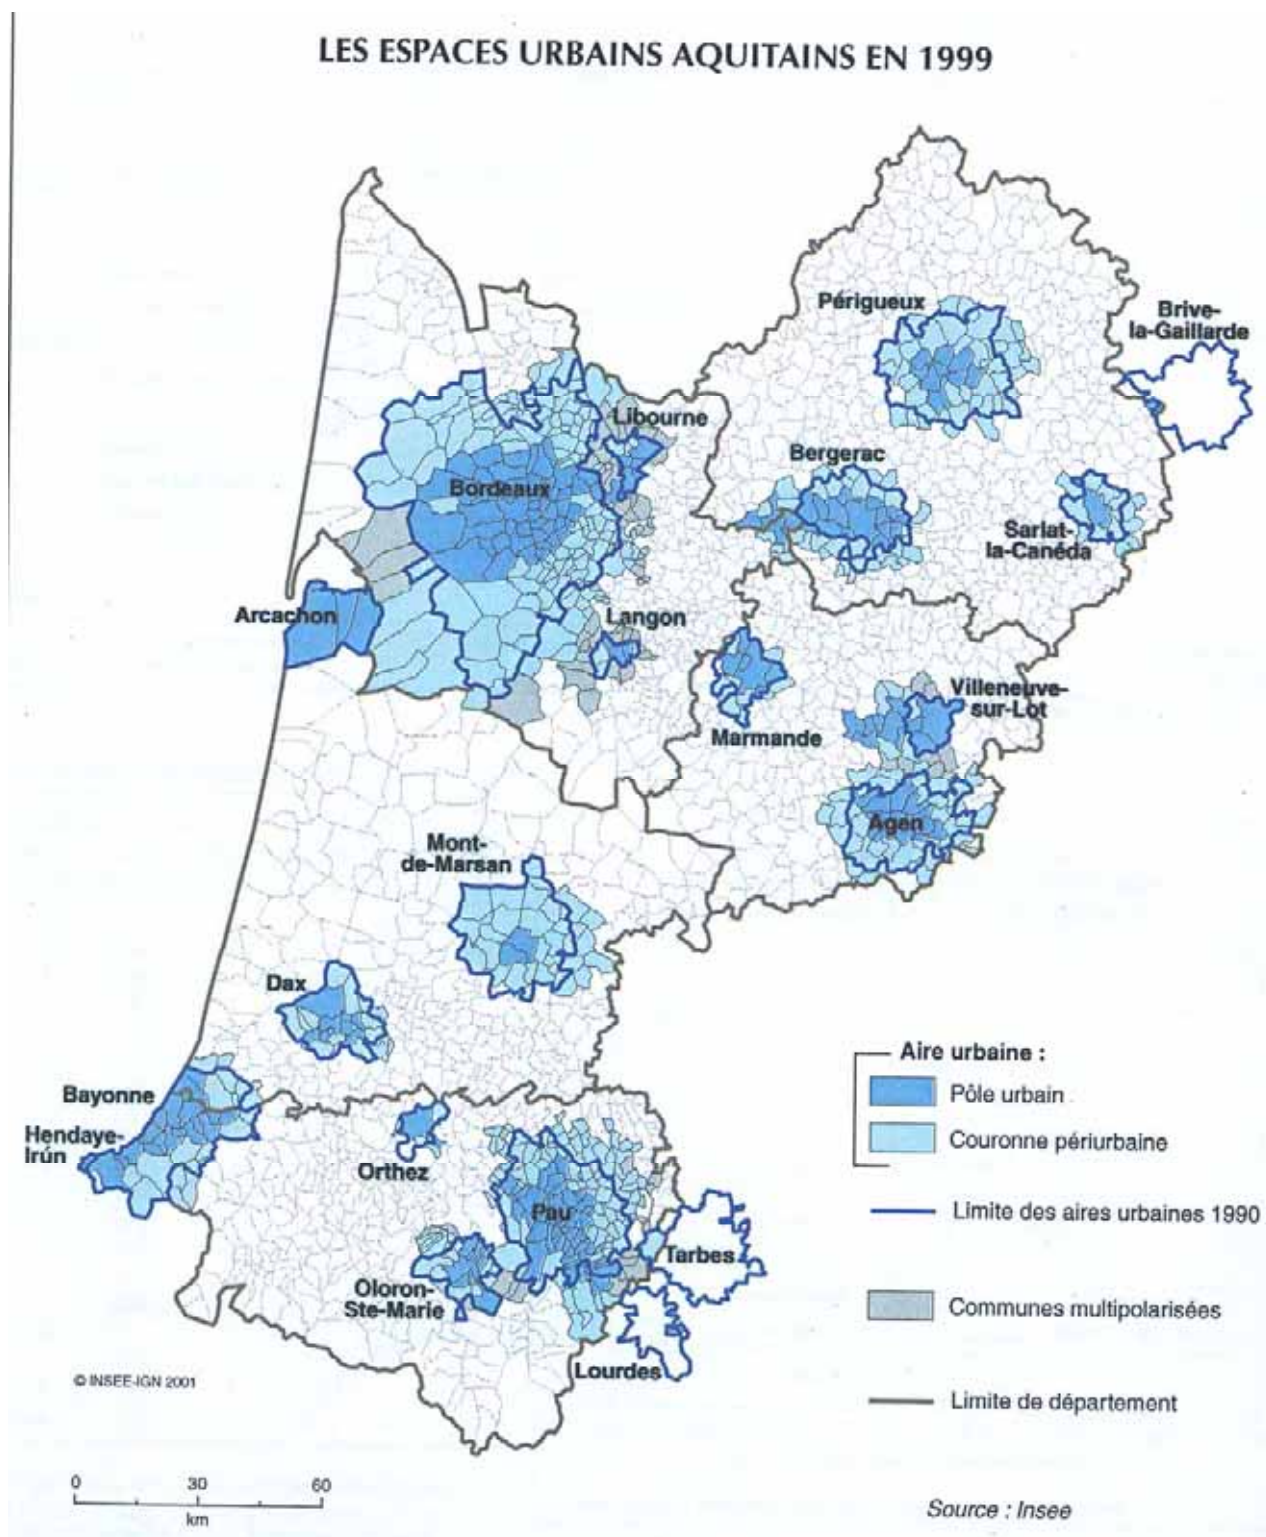 LES ESPACES URBAINS AQUITAINS EN 1999
Périgueux
Brive-
la-Gaillarde
Libourne
Bergerac
Bordeaux
Sarlat-
la-Canéda
Arcachon
Langon
Villeneuve-
sur-Lot
Marmande
Agen
Mont-
de-Marsan
Dax
Bayonne
Hendaye-
Irún
Orthez
Pau
Tarbes
Oloron-
Ste-Marie
Lourdes
Aire urbaine :
Pôle urbain
Couronne périurbaine
Limite des aires urbaines 1990
Communes multipolarisées
Limite de département
© INSEE-IGN 2001
0 30 60
km
Source : Insee